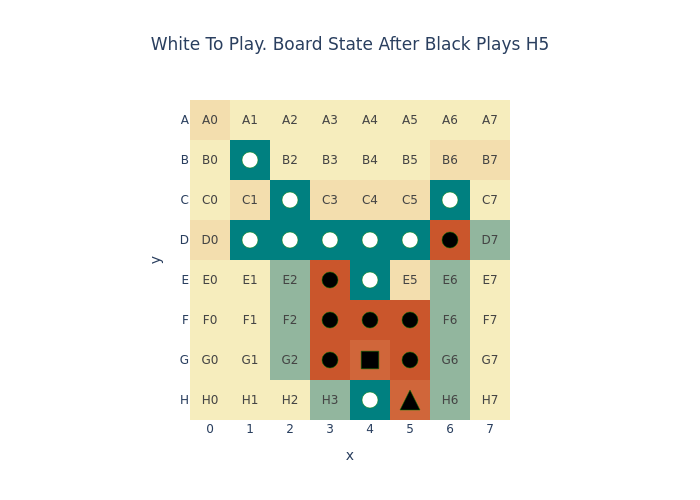 White To Play. Board State After Black Plays H5
A A0 A1 A2 A3 A4 A5 A6 A7
B B0 B2 B3 B4 B5 B6 B7
C C0 C1 C3 C4 C5 C7
D D0 D7
E E0 E1 E2 E5 E6 E7
F F0 F1 F2 F6 F7
G G0 G1 G2 G6 G7
H H0 H1 H2 H3 H6 H7
0 1 2 3 4 5 6 7
x
y